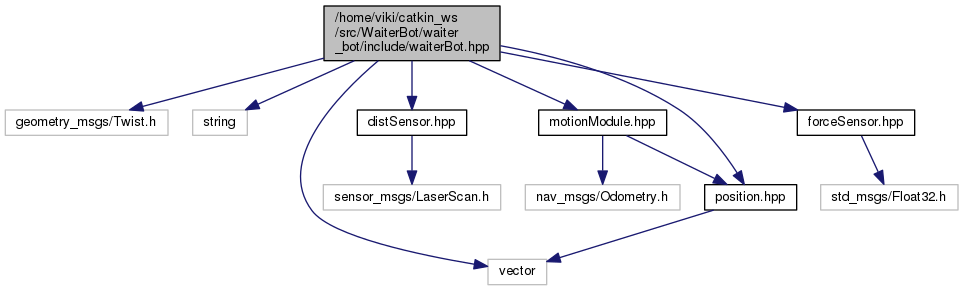 /home/viki/catkin_ws
/src/WaiterBot/waiter
_bot/include/waiterBot.hpp
geometry_msgs/Twist.h
string
distSensor.hpp
motionModule.hpp
forceSensor.hpp
sensor_msgs/LaserScan.h
nav_msgs/Odometry.h
position.hpp
std_msgs/Float32.h
vector